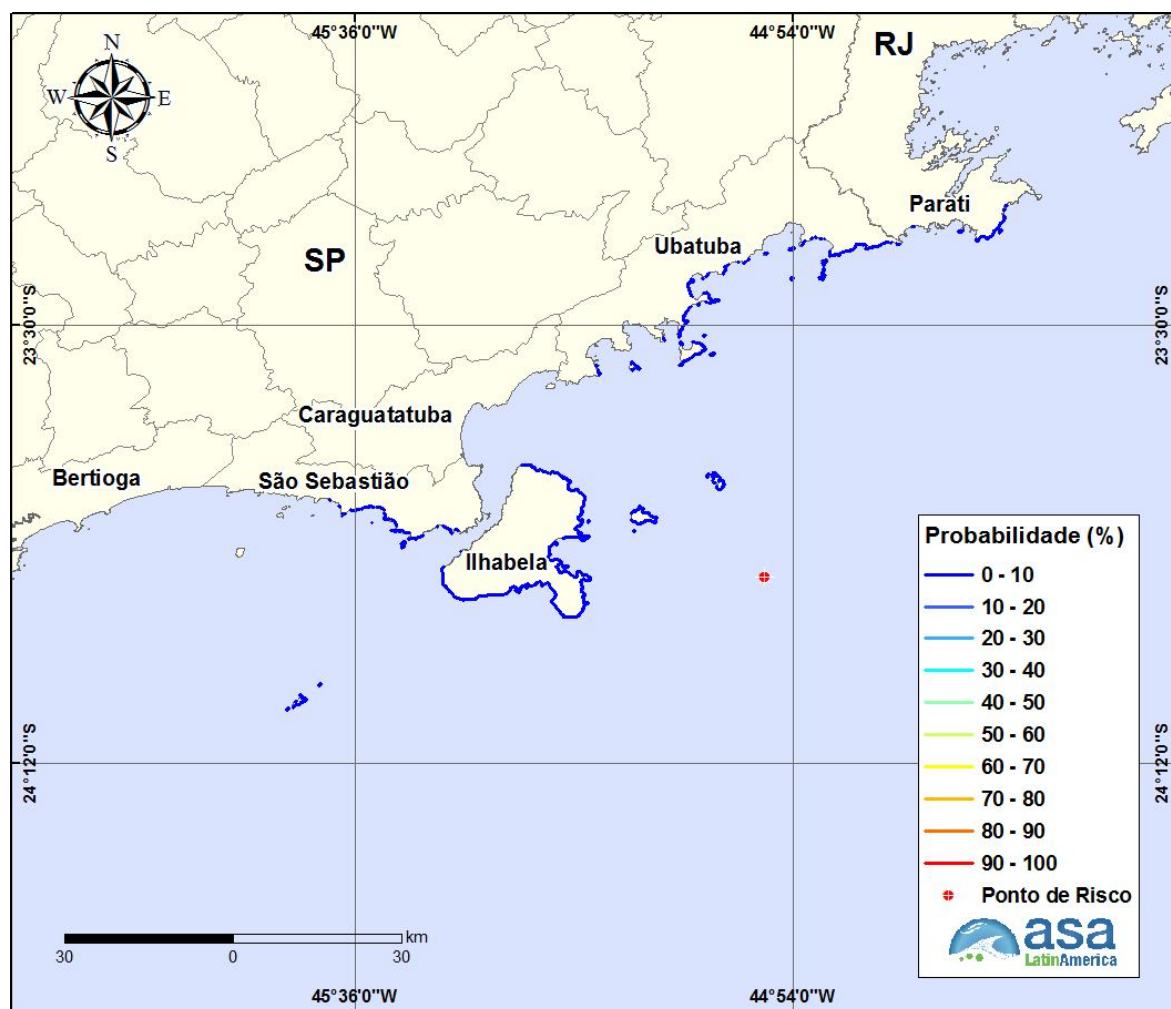 45°36'0"W
44°54'0"W
N
W
E
S
RJ
Parati
Ubatuba
SP
23°30'0"S
23°30'0"S
Caraguatatuba
Bertioga
São Sebastião
Ilhabela
24°12'0"S
24°12'0"S
Probabilidade (%)
0 - 10
10 - 20
20 - 30
30 - 40
40 - 50
50 - 60
60 - 70
70 - 80
80 - 90
90 - 100
Ponto de Risco
asa
LatinAmerica
km
30
0
30
45°36'0"W
44°54'0"W